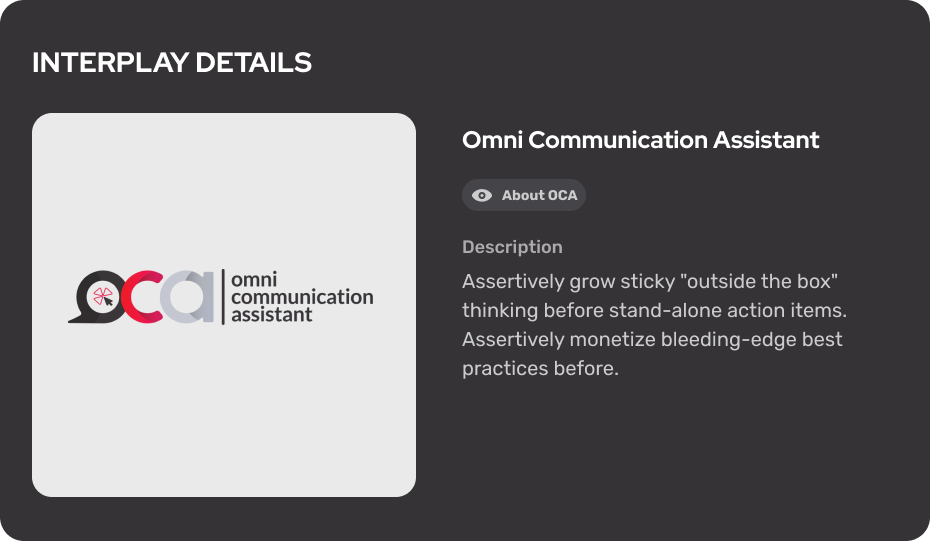 INTERPLAY DETAILS
oca
omni
communication
assistant
Omni Communication Assistant
About OCA
Description
Assertively grow sticky "outside the box"
thinking before stand-alone action items.
Assertively monetize bleeding-edge best
practices before.